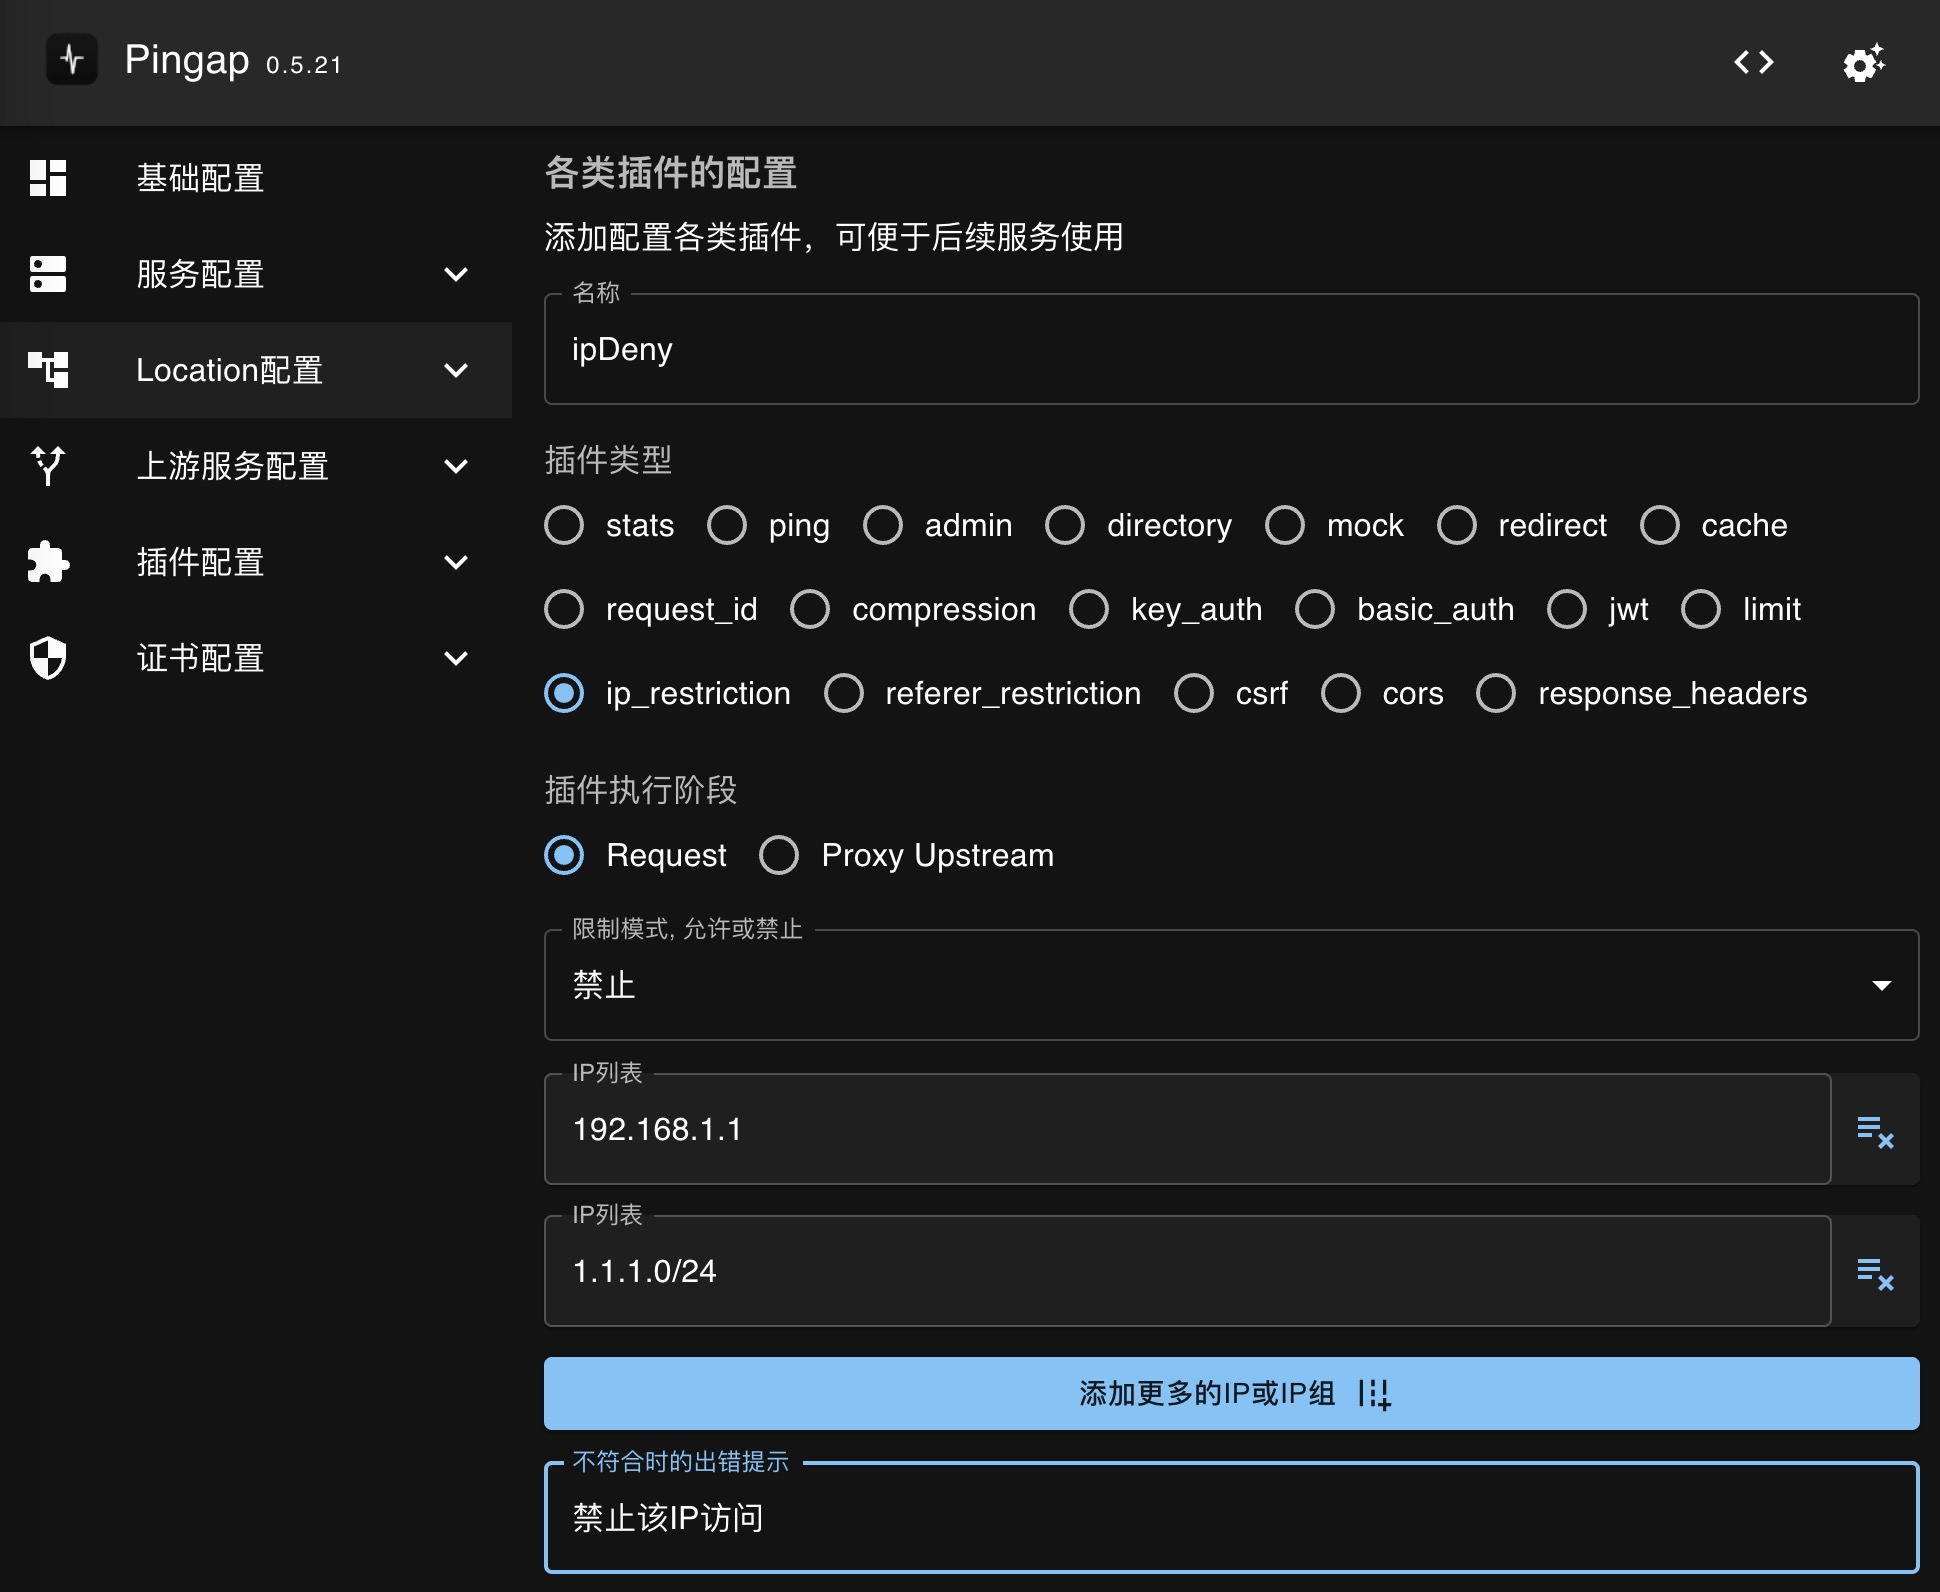 Pingap 0.5.21
基础配置
服务配置
Location配置
上游服务配置
插件配置
证书配置
各类插件的配置
添加配置各类插件，可便于后续服务使用
名称
ipDeny
插件类型
stats ping admin directory mock redirect cache
request_id compression key_auth basic_auth jwt limit
ip_restriction referer_restriction csrf cors response_headers
插件执行阶段
Request Proxy Upstream
限制模式, 允许或禁止
禁止
IP列表
192.168.1.1
IP列表
1.1.1.0/24
添加更多的IP或IP组
不符合时的出错提示
禁止该IP访问